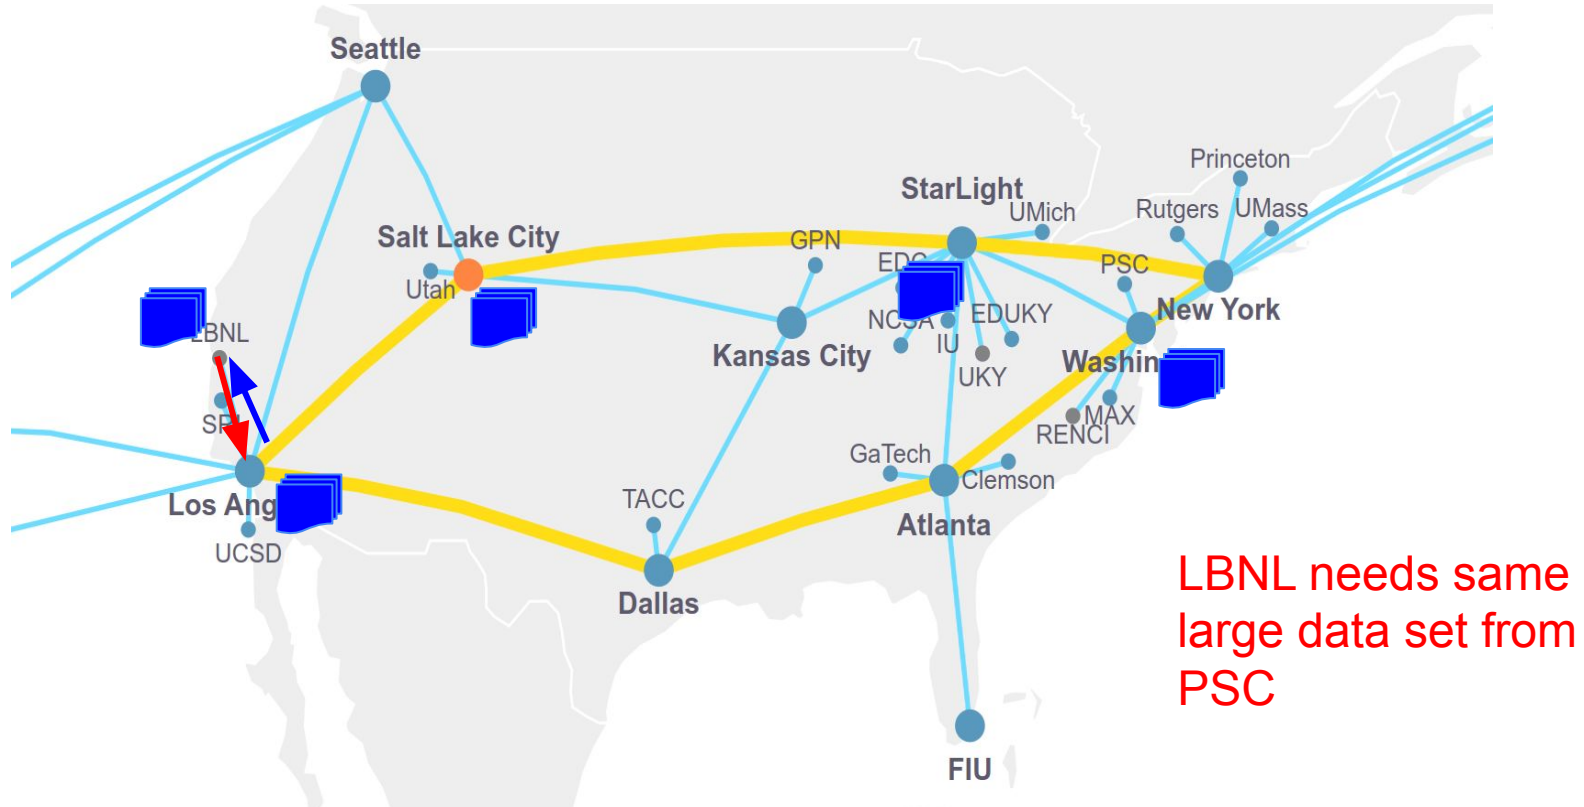 Seattle
Princeton
StarLight
UMich
Rutgers
UMass
Salt Lake City
GPN
PSC
Utah
New York
NCSA
EDUKY
LBNL
IU
Kansas City
UKY
Washin
MAX
RENCI
GaTech
Clemson
Los Ang
TACC
Atlanta
UCSD
Dallas
FIU
LBNL needs same
large data set from
PSC